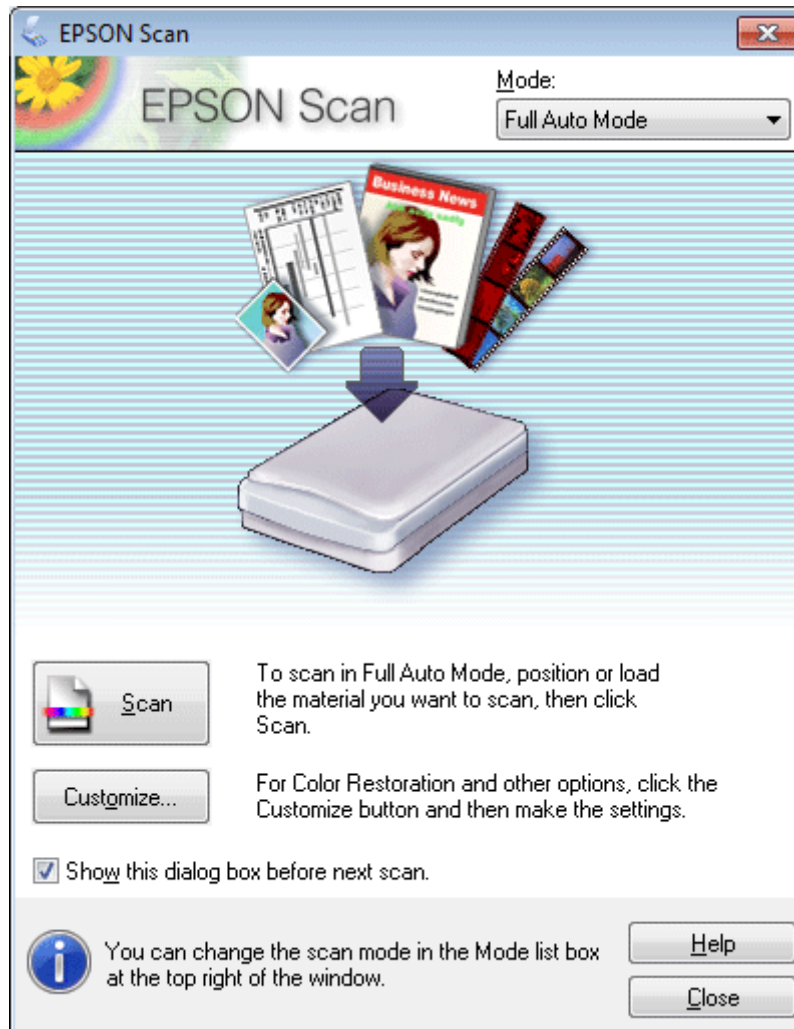 EPSON Scan
EPSON Scan
Mode:
Full Auto Mode
Business News
Scan
To scan in Full Auto Mode, position or load
the material you want to scan, then click
Scan.
Customize...
For Color Restoration and other options, click the
Customize button and then make the settings.
Show this dialog box before next scan.
You can change the scan mode in the Mode list box
at the top right of the window.
Help
Close